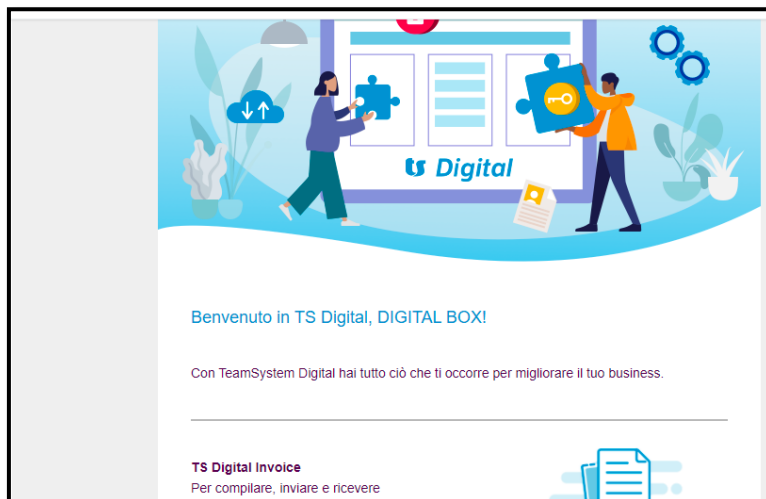 ts Digital
Benvenuto in TS Digital, DIGITAL BOX!
Con TeamSystem Digital hai tutto ciò che ti occorre per migliorare il tuo business.
TS Digital Invoice
Per compilare, inviare e ricevere